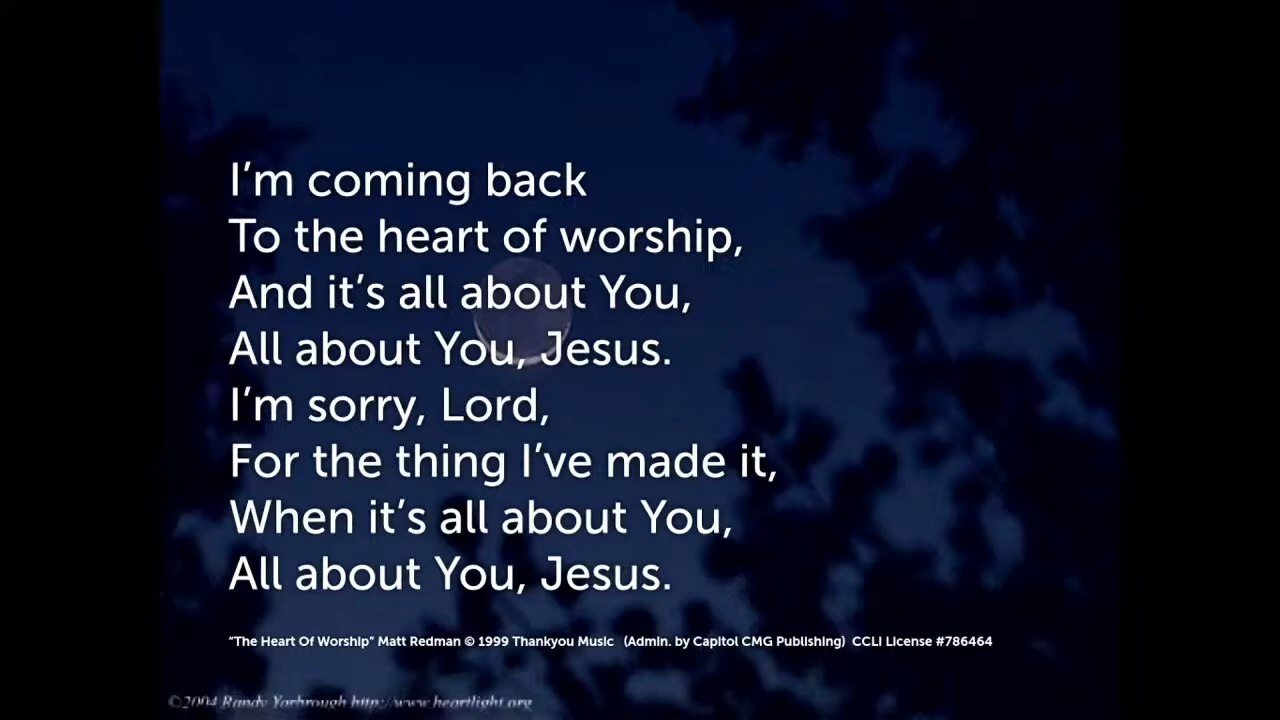 I'm coming back
To the heart of worship,
And it's all about You,
All about You, Jesus.
I'm sorry, Lord,
For the thing I've made it,
When it's all about You,
All about You, Jesus.
“The Heart Of Worship” Matt Redman © 1999 Thankyou Music (Admin. by Capitol CMG Publishing) CCLI License #786464
©2004 Randy Yarbrough http://www.heartlight.org